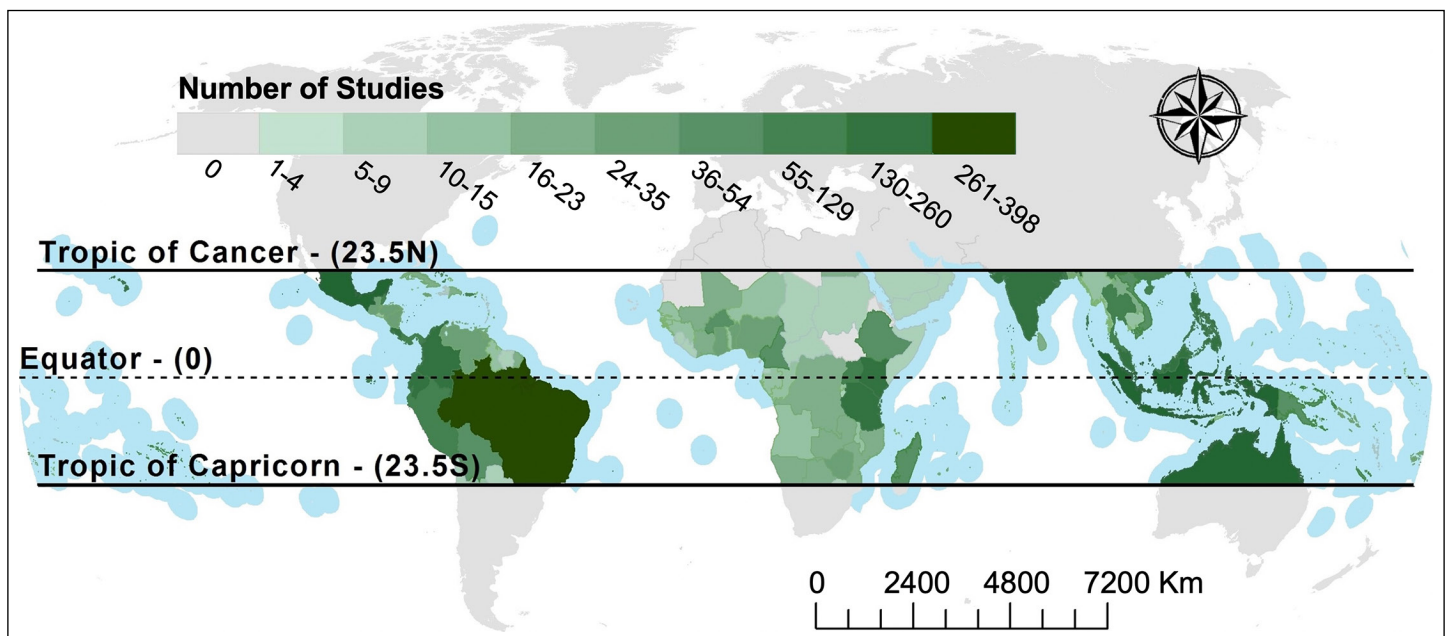 Number of Studies
0 1-4 5-9 10-15 16-23 24-35 36-54 55-129 130-260 261-398
Tropic of Cancer - (23.5N)
Equator - (0)
Tropic of Capricorn - (23.5S)
0 2400 4800 7200 Km